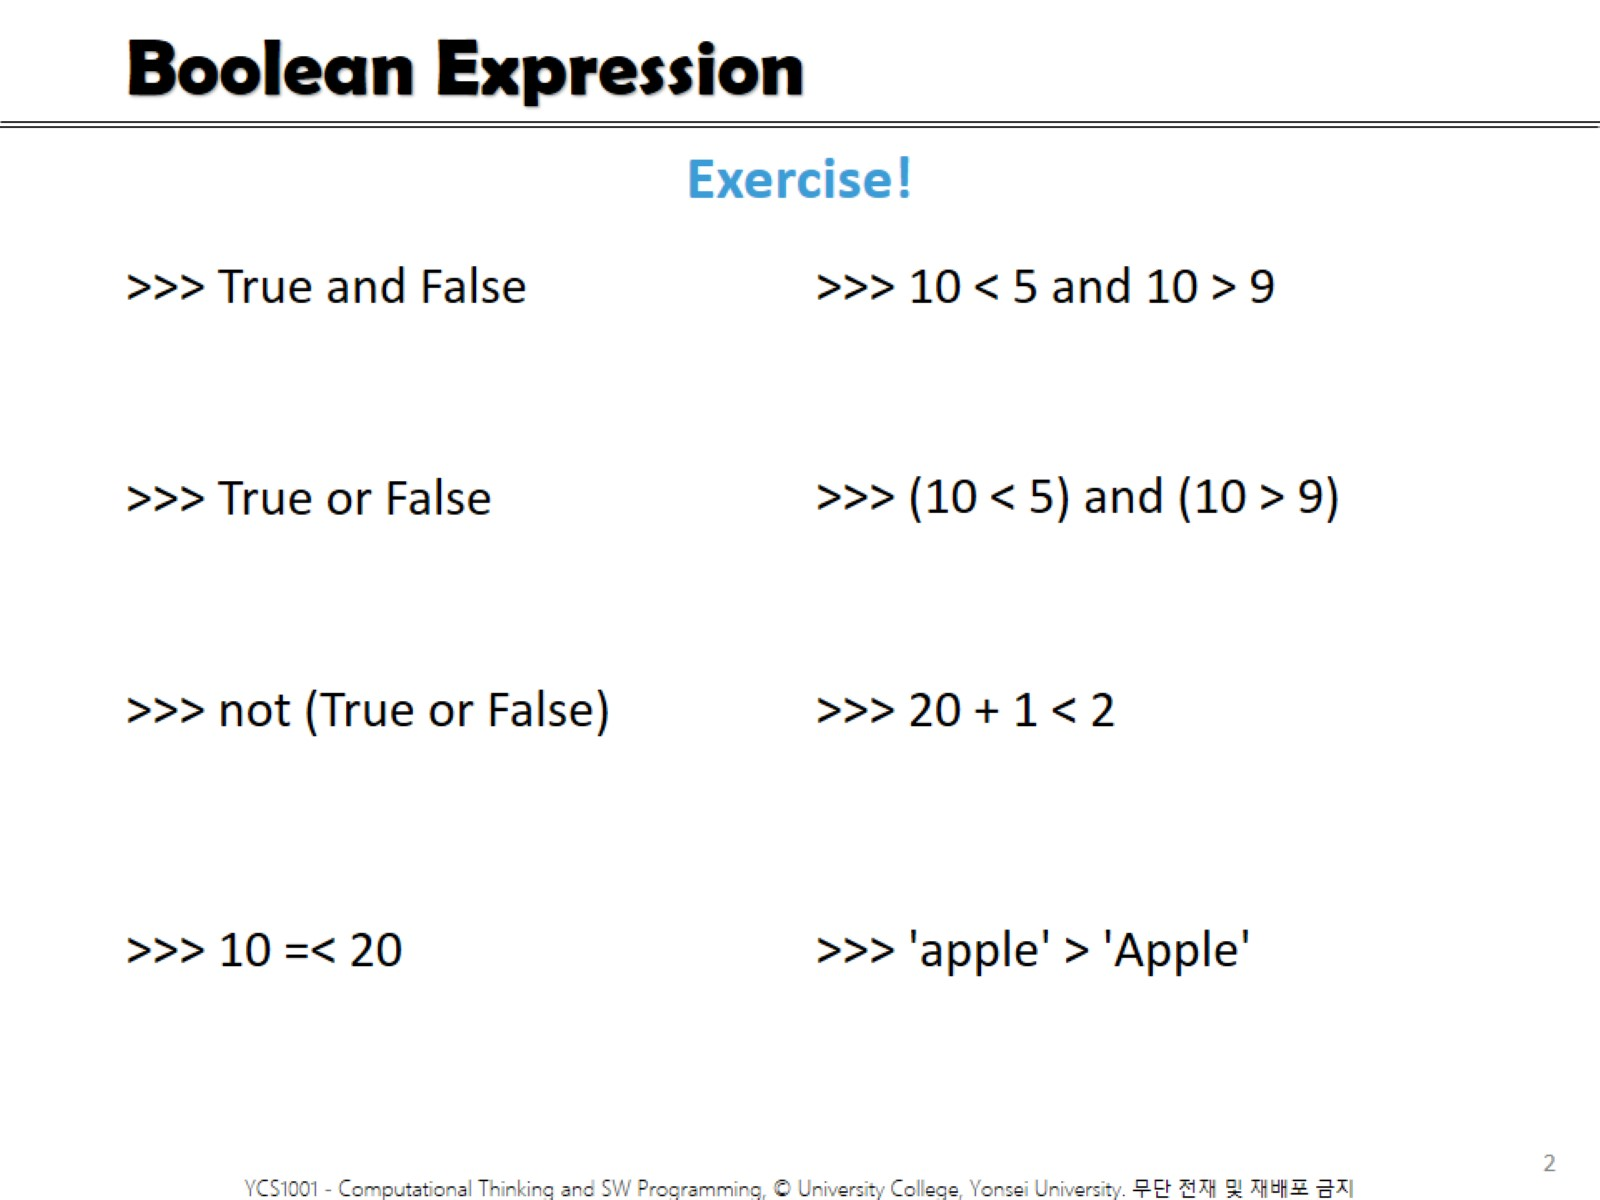 Boolean Expression
Exercise!
>>> True and False
>>> 10 < 5 and 10 > 9
>>> True or False
>>> (10 < 5) and (10 > 9)
>>> not (True or False)
>>> 20 + 1 < 2
>>> 10 =< 20
>>> 'apple' > 'Apple'
2
YCS1001 - Computational Thinking and SW Programming, © University College, Yonsei University. 무단 전재 및 재배포 금지